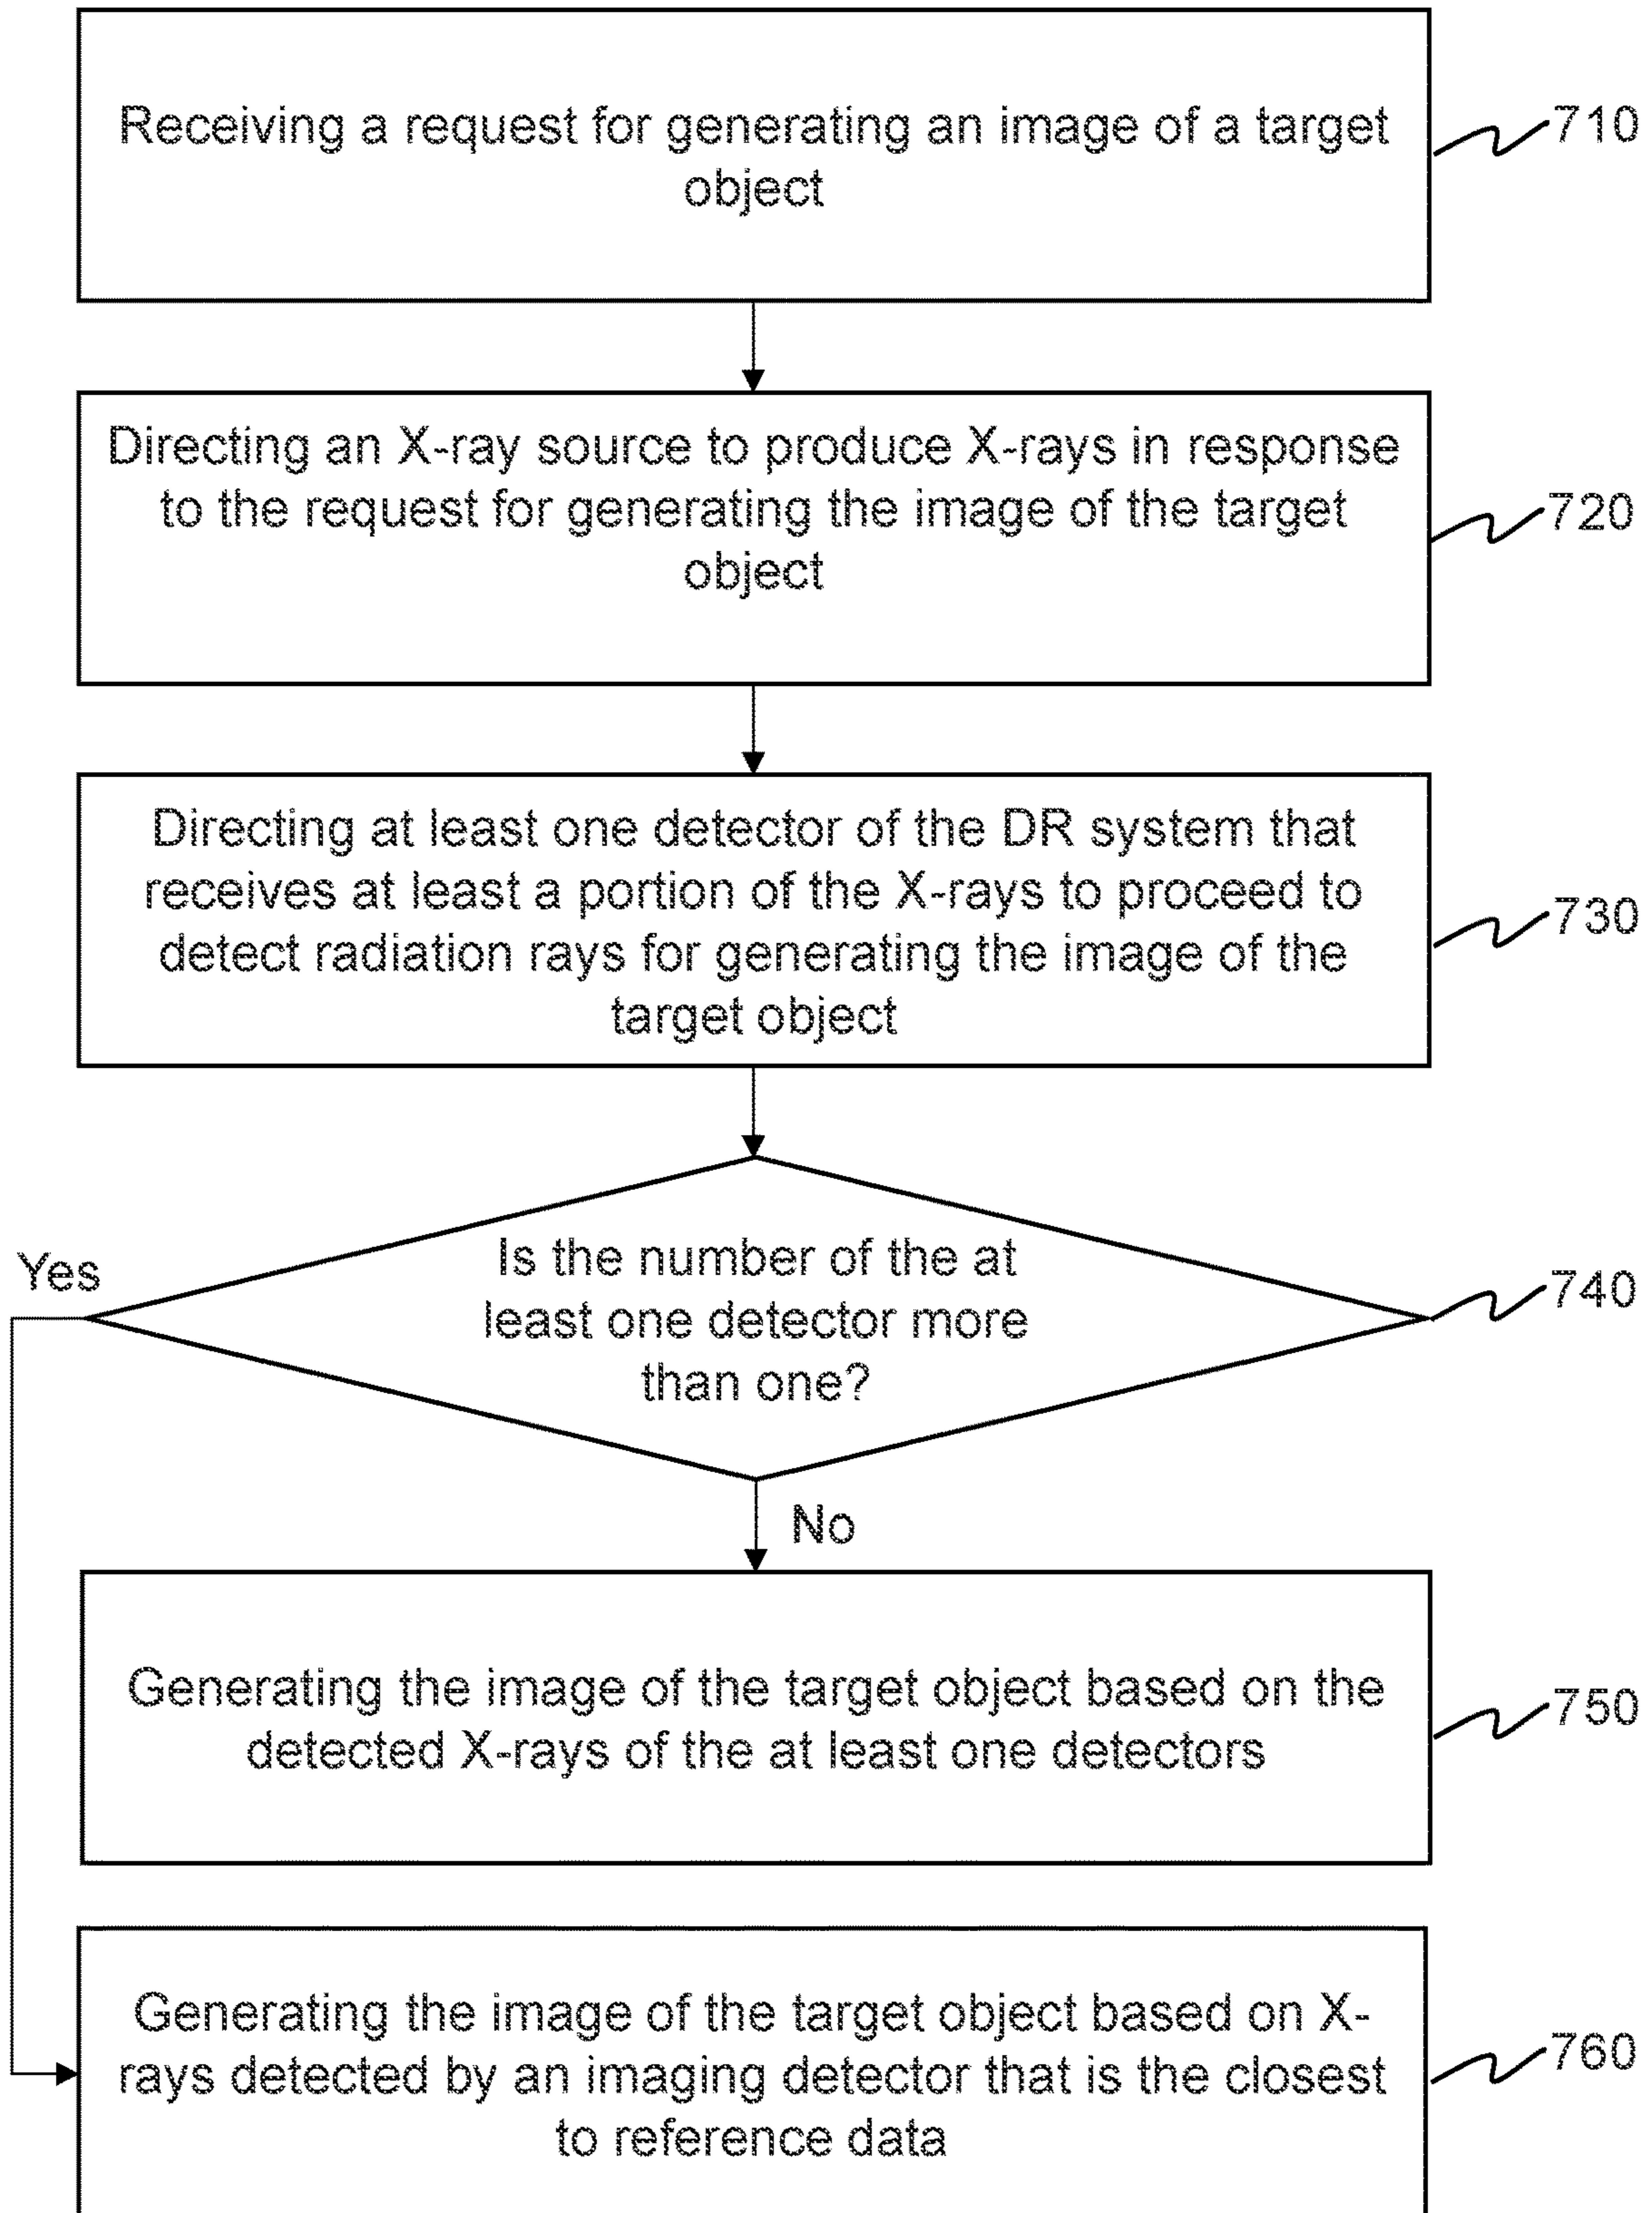 Receiving a request for generating an image of a target
object
710
Directing an X-ray source to produce X-rays in response
to the request for generating the image of the target
object
720
Directing at least one detector of the DR system that
receives at least a portion of the X-rays to proceed to
detect radiation rays for generating the image of the
target object
730
Is the number of the at
least one detector more
than one?
740
Yes
No
Generating the image of the target object based on the
detected X-rays of the at least one detectors
750
Generating the image of the target object based on X-
rays detected by an imaging detector that is the closest
to reference data
760